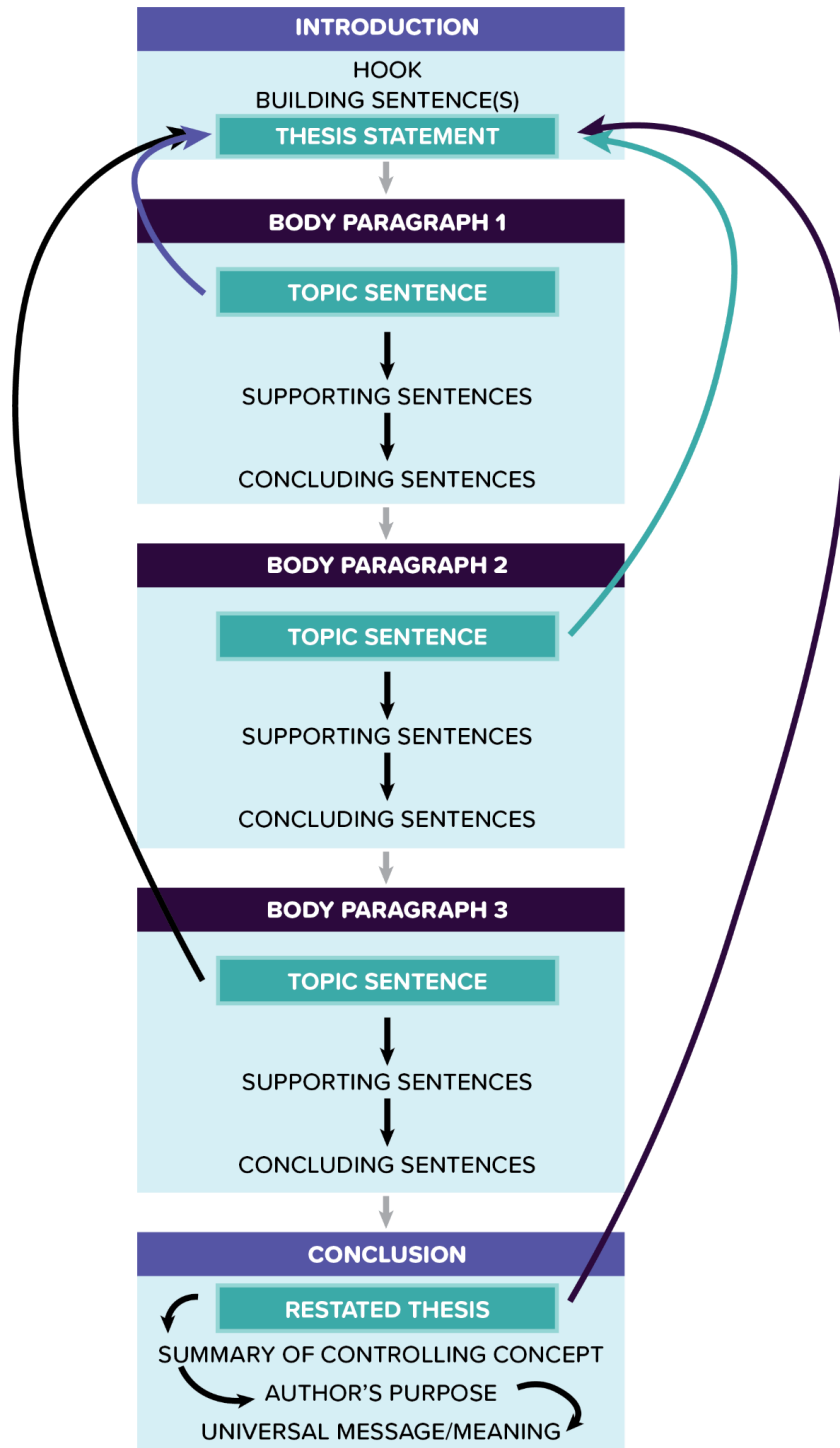 INTRODUCTION
HOOK
BUILDING SENTENCE(S)
THESIS STATEMENT
BODY PARAGRAPH 1
TOPIC SENTENCE
SUPPORTING SENTENCES
CONCLUDING SENTENCES
BODY PARAGRAPH 2
TOPIC SENTENCE
SUPPORTING SENTENCES
CONCLUDING SENTENCES
BODY PARAGRAPH 3
TOPIC SENTENCE
SUPPORTING SENTENCES
CONCLUDING SENTENCES
CONCLUSION
RESTATED THESIS
SUMMARY OF CONTROLLING CONCEPT
AUTHOR'S PURPOSE
UNIVERSAL MESSAGE/MEANING